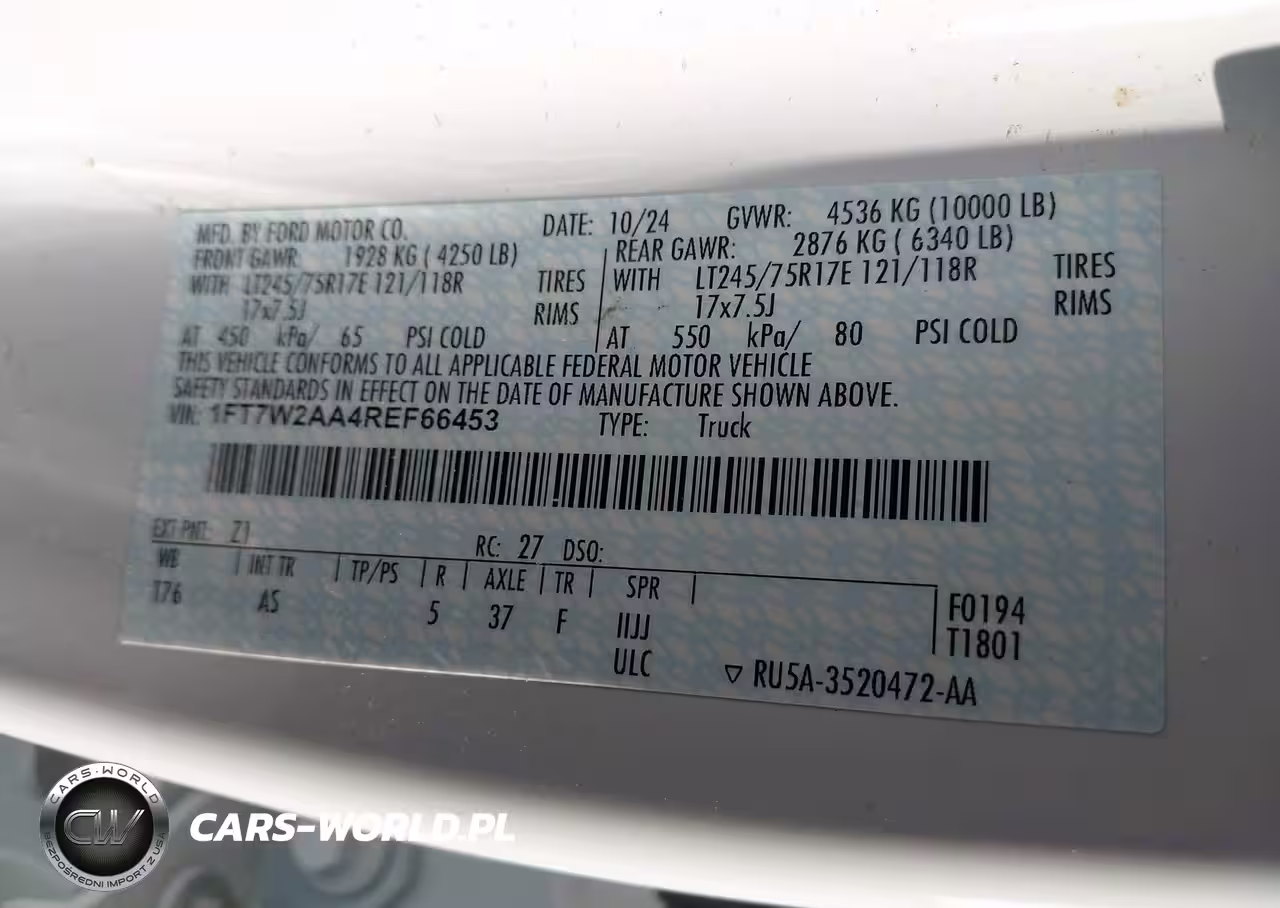 MFD. BY FORD MOTOR CO. DATE: 10/24 GVWR: 4536 KG (10000 LB)
FRONT GAWR: 1928 KG ( 4250 LB) REAR GAWR: 2876 KG ( 6340 LB)
WITH LT245/75R17E 121/118R TIRES WITH LT245/75R17E 121/118R TIRES
17x7.5J RIMS 17x7.5J RIMS
AT 450 kPa/ 65 PSI COLD AT 550 kPa/ 80 PSI COLD
THIS VEHICLE CONFORMS TO ALL APPLICABLE FEDERAL MOTOR VEHICLE
SAFETY STANDARDS IN EFFECT ON THE DATE OF MANUFACTURE SHOWN ABOVE.
VIN: 1FT7W2AA4REF66453 TYPE: Truck
EXT PNT: Z1 RC: 27 DSO:
WB INT TR TP/PS R AXLE TR SPR
T76 AS 5 37 F IIJJ F0194
T1801
ULC ▽ RU5A-3520472-AA
CARS-WORLD
CW
BEZPOŚREDNI IMPORT Z USA
CARS-WORLD.PL